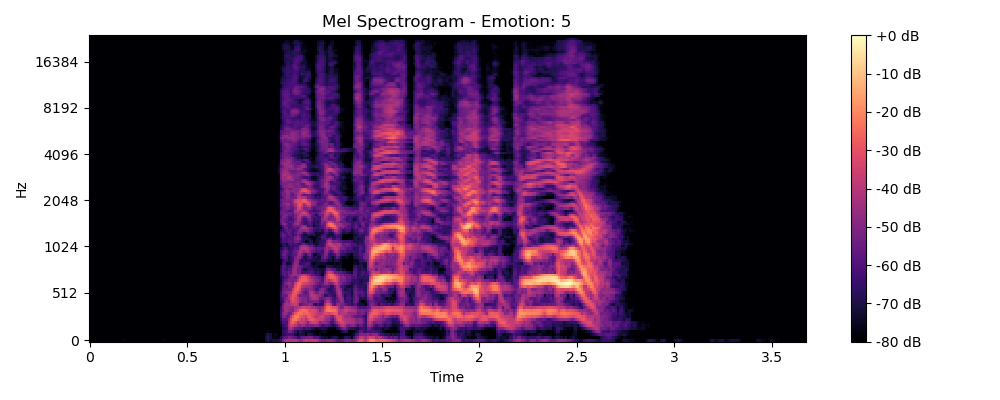 Mel Spectrogram - Emotion: 5
Hz
16384
8192
4096
2048
1024
512
0
0 0.5 1 1.5 2 2.5 3 3.5
Time
+0 dB
-10 dB
-20 dB
-30 dB
-40 dB
-50 dB
-60 dB
-70 dB
-80 dB